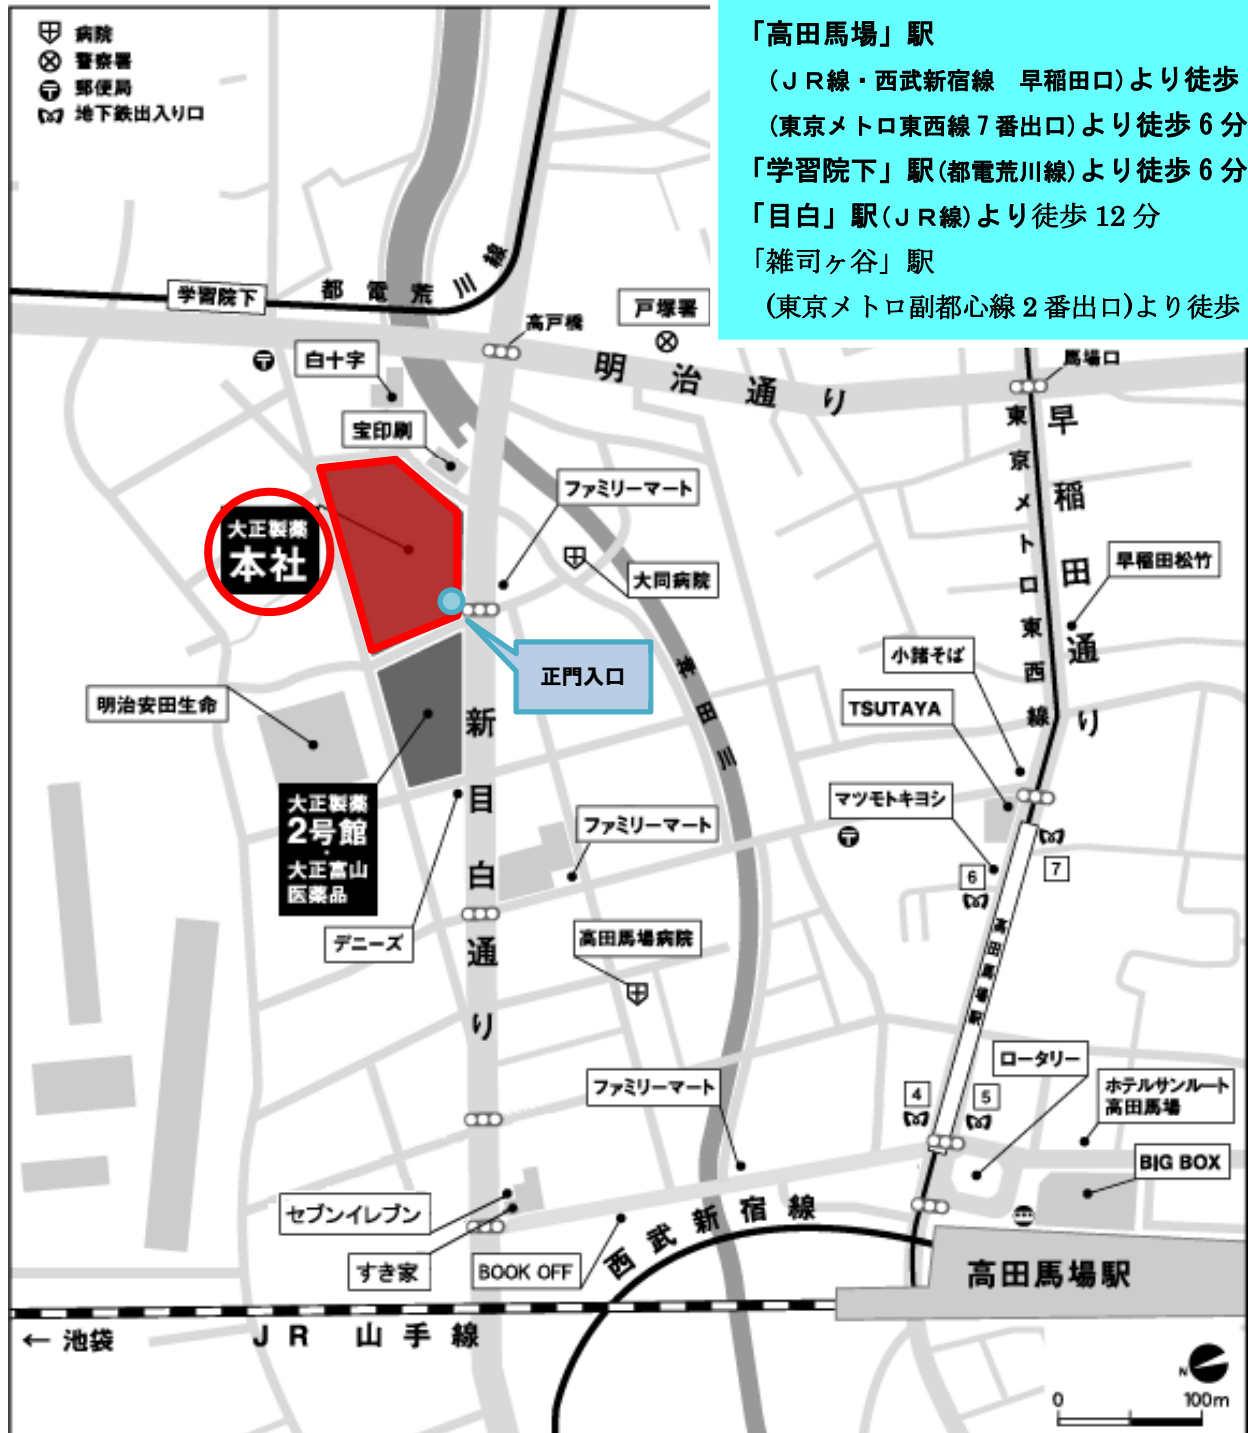 病院
警察署
郵便局
地下鉄出入り口
「高田馬場」駅
(ＪＲ線・西武新宿線　早稲田口)より徒歩
(東京メトロ東西線７番出口)より徒歩６分
「学習院下」駅(都電荒川線)より徒歩６分
「目白」駅(ＪＲ線)より徒歩 12 分
「雑司ヶ谷」駅
(東京メトロ副都心線２番出口)より徒歩
学習院下
都電荒川線
高戸橋
戸塚署
馬場口
白十字
明治通り
宝印刷
東京メトロ東西線
早稲田通り
ファミリーマート
大正製薬
本社
大同病院
早稲田松竹
正門入口
小諸そば
神田川
明治安田生命
TSUTAYA
新目白通り
大正製薬
2号館
・
大正富山
医薬品
マツモトキヨシ
ファミリーマート
7
6
デニーズ
高田馬場病院
高田馬場駅
ロータリー
ファミリーマート
4
5
ホテルサンルート
高田馬場
BIG BOX
セブンイレブン
西武新宿線
すき家
BOOK OFF
高田馬場駅
← 池袋
ＪＲ 山手線
N
0
100m